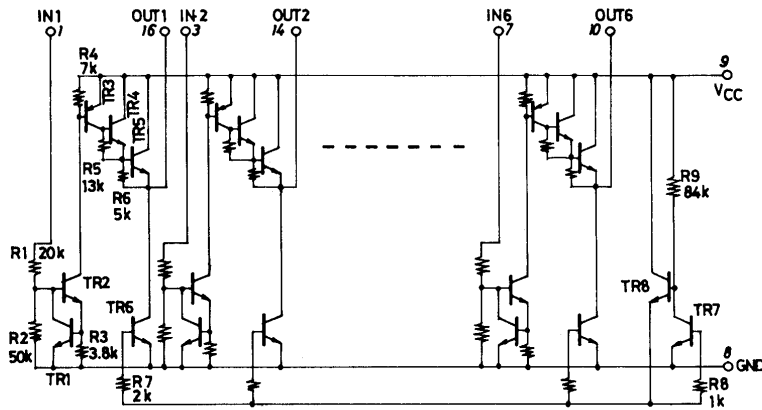 IN1 OUT1 IN2 OUT2 IN6 OUT6
1 16 3 14 7 10
R4
7k
TR3
TR4
TR5
9
VCC
R5
13k
R6
5k
R9
84k
R1 20k
TR2
TR6
TR8
TR7
R2
50k
R3
3.8k
TR1
R7
2k
8 GND
R8
1k